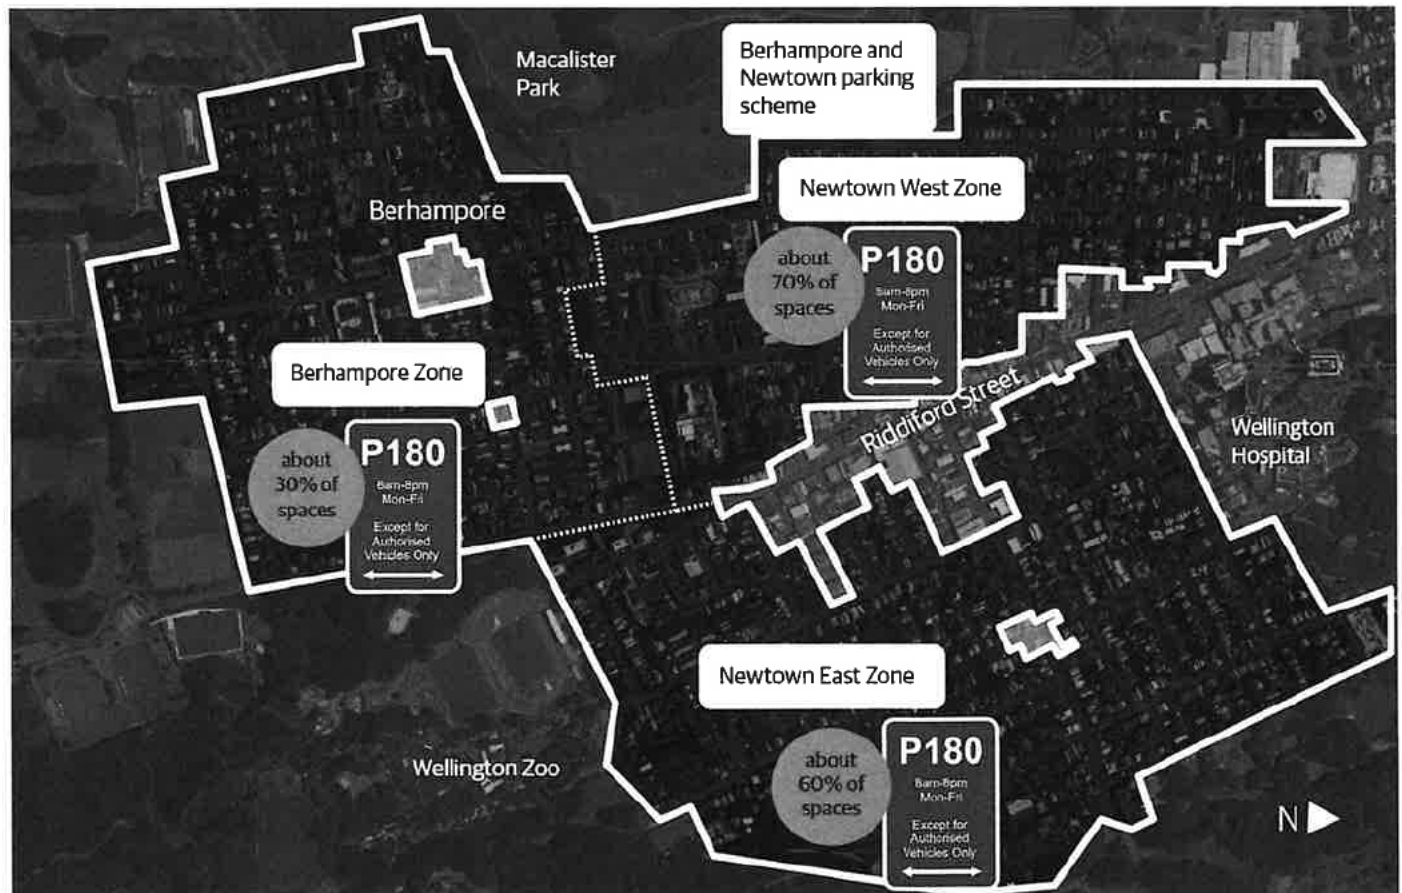 Macalister
Park
Berhampore and
Newtown parking
scheme
Newtown West Zone
Berhampore
about
70% of
spaces
P180
8am-8pm
Mon-Fri
Except for
Authorised
Vehicles Only
Berhampore Zone
Riddiford Street
Wellington
Hospital
about
30% of
spaces
P180
8am-8pm
Mon-Fri
Except for
Authorised
Vehicles Only
Newtown East Zone
Wellington Zoo
about
60% of
spaces
P180
8am-8pm
Mon-Fri
Except for
Authorised
Vehicles Only
N